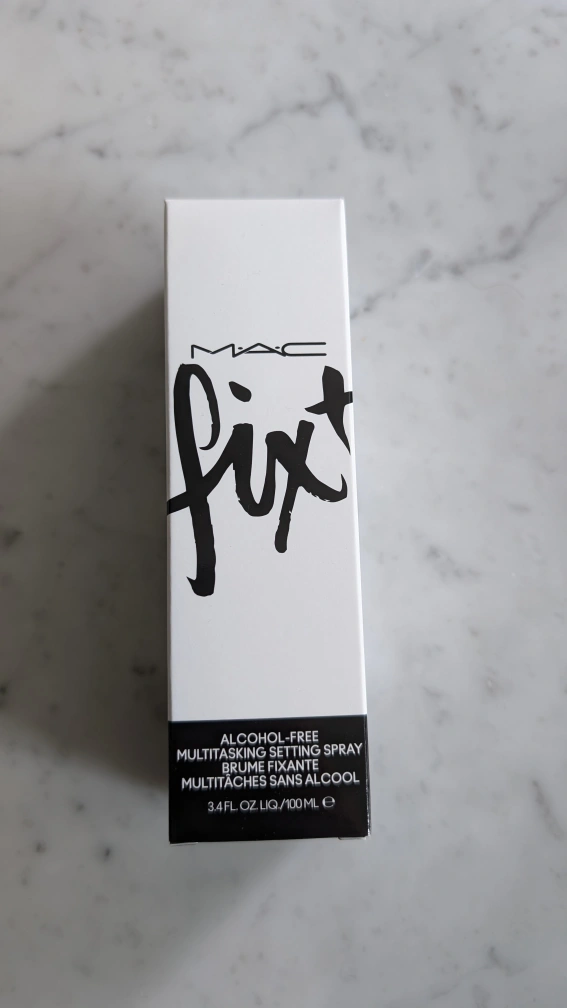 M·A·C
fix+
ALCOHOL-FREE
MULTITASKING SETTING SPRAY
BRUME FIXANTE
MULTITÂCHES SANS ALCOOL
3.4 FL. OZ. LIQ./100 ML ℮